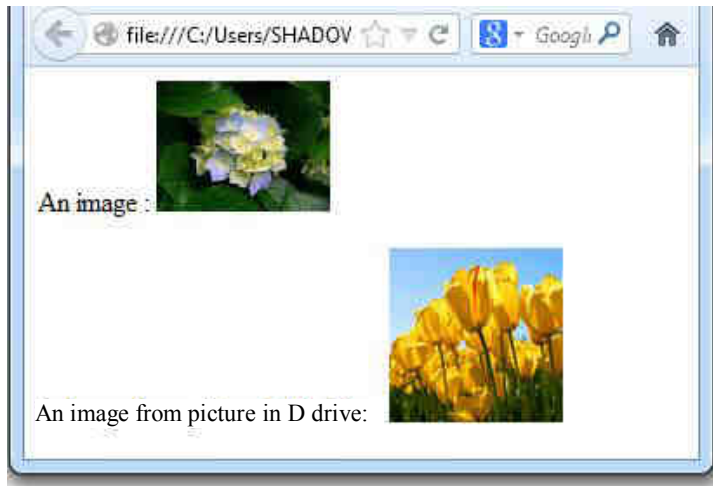 file:///C:/Users/SHADOV
Googl
An image :
An image from picture in D drive: